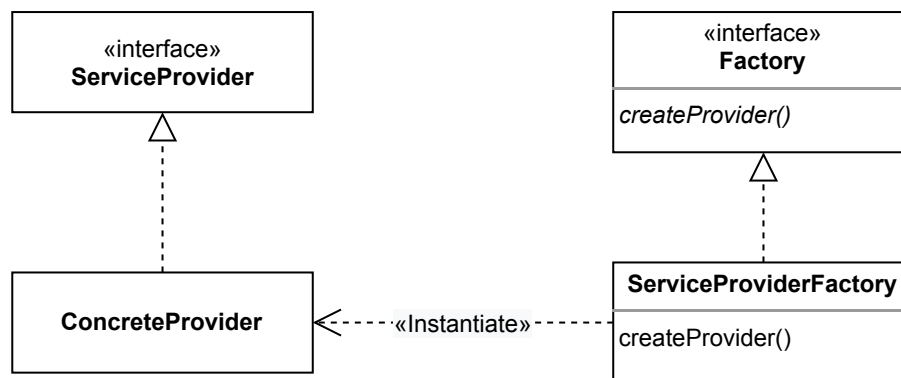 «interface»
ServiceProvider
«interface»
Factory
createProvider()
ConcreteProvider
«Instantiate»
ServiceProviderFactory
createProvider()